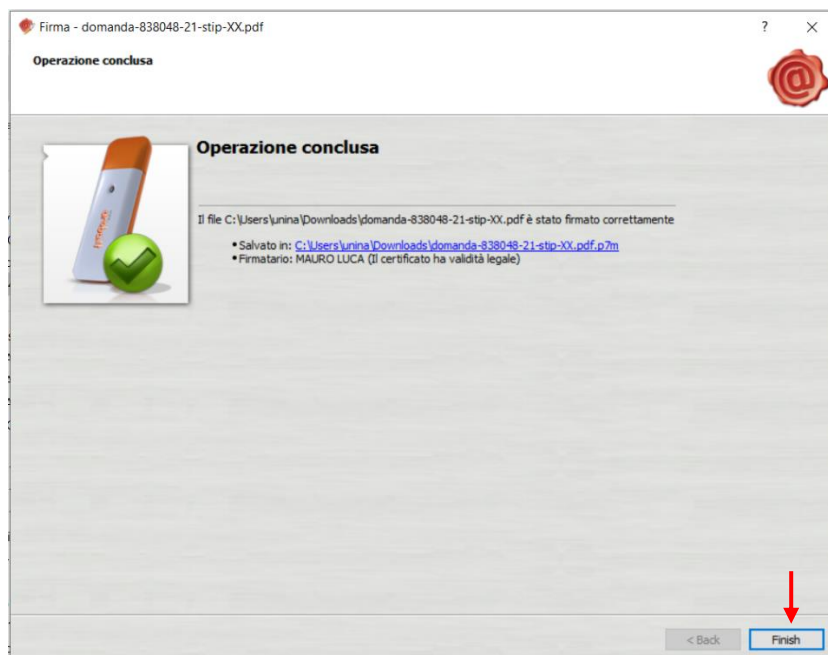 Firma - domanda-838048-21-stip-XX.pdf
?
Operazione conclusa
@
Operazione conclusa
Il file C:\Users\unina\Downloads\domanda-838048-21-stip-XX.pdf è stato firmato correttamente
•Salvato in: C:\Users\unina\Downloads\domanda-838048-21-stip-XX.pdf.p7m
•Firmatario: MAURO LUCA (Il certificato ha validità legale)
< Back
Finish